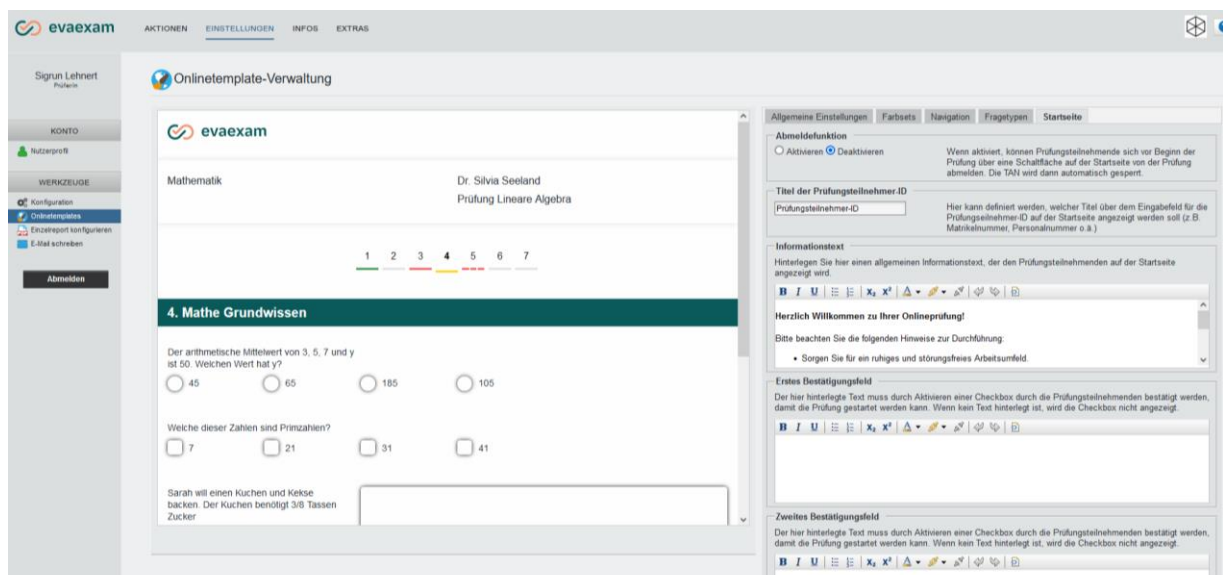 evaexam
AKTIONEN EINSTELLUNGEN INFOS EXTRAS
Sigrun Lehnert
Prüferin
KONTO
Nutzerprofil
WERKZEUGE
Konfiguration
Onlinetemplates
Einzelreport konfigurieren
E-Mail schreiben
Abmelden
Onlinetemplate-Verwaltung
evaexam
Mathematik
Dr. Silvia Seeland
Prüfung Lineare Algebra
1 2 3 4 5 6 7
4. Mathe Grundwissen
Der arithmetische Mittelwert von 3, 5, 7 und y
ist 50. Welchen Wert hat y?
45 65 185 105
Welche dieser Zahlen sind Primzahlen?
7 21 31 41
Sarah will einen Kuchen und Kekse
backen. Der Kuchen benötigt 3/8 Tassen
Zucker
Allgemeine Einstellungen Farbsets Navigation Fragetypen Startseite
Abmeldefunktion
Aktivieren Deaktivieren
Wenn aktiviert, können Prüfungsteilnehmende sich vor Beginn der
Prüfung über eine Schaltfläche auf der Startseite von der Prüfung
abmelden. Die TAN wird dann automatisch gesperrt.
Titel der Prüfungsteilnehmer-ID
Prüfungsteilnehmer-ID
Hier kann definiert werden, welcher Titel über dem Eingabefeld für die
Prüfungseilnehmer-ID auf der Startseite angezeigt werden soll (z.B.
Matrikalnummer, Personalnummer o.ä.)
Informationstext
Hinterlegen Sie hier einen allgemeinen Informationstext, der den Prüfungsteilnehmenden auf der Startseite
angezeigt wird.
B I U x₂ x² A
Herzlich Willkommen zu Ihrer Onlineprüfung!
Bitte beachten Sie die folgenden Hinweise zur Durchführung:
• Sorgen Sie für ein ruhiges und störungsfreies Arbeitsumfeld.
Erstes Bestätigungsfeld
Der hier hinterlegte Text muss durch Aktivieren einer Checkbox durch die Prüfungsteilnehmenden bestätigt werden,
damit die Prüfung gestartet werden kann. Wenn kein Text hinterlegt ist, wird die Checkbox nicht angezeigt.
B I U x₂ x² A
Zweites Bestätigungsfeld
Der hier hinterlegte Text muss durch Aktivieren einer Checkbox durch die Prüfungsteilnehmenden bestätigt werden,
damit die Prüfung gestartet werden kann. Wenn kein Text hinterlegt ist, wird die Checkbox nicht angezeigt.
B I U x₂ x² A